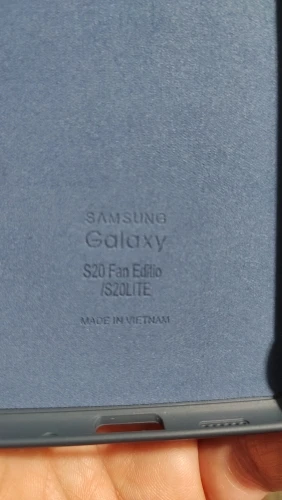 SAMSUNG
Galaxy
S20 Fan Editio
/S20LITE
MADE IN VIETNAM